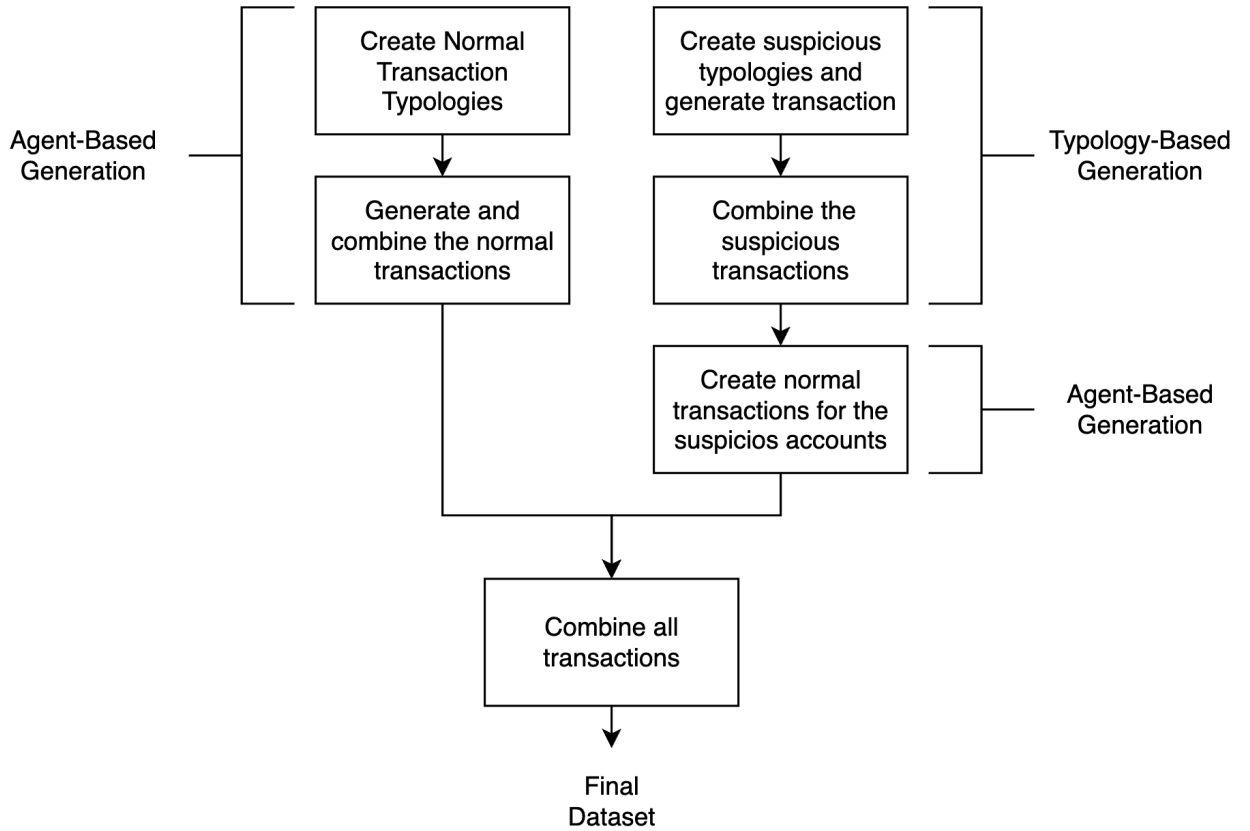 Create Normal
Transaction
Typologies
Create suspicious
typologies and
generate transaction
Agent-Based
Generation
Typology-Based
Generation
Generate and
combine the normal
transactions
Combine the
suspicious
transactions
Create normal
transactions for the
suspicios accounts
Agent-Based
Generation
Combine all
transactions
Final
Dataset